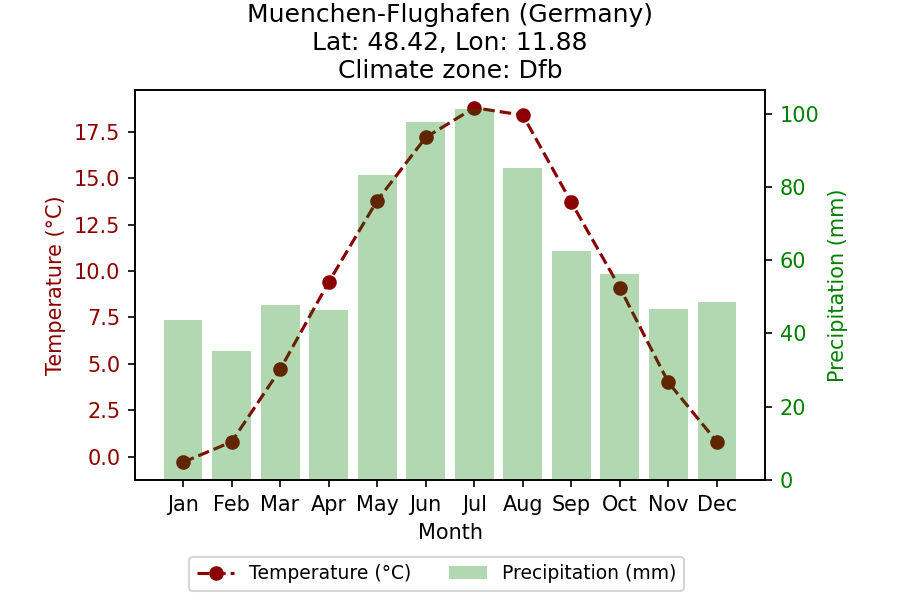 Muenchen-Flughafen (Germany)
Lat: 48.42, Lon: 11.88
Climate zone: Dfb
Temperature (°C)
17.5
15.0
12.5
10.0
7.5
5.0
2.5
0.0
100
80
60
40
20
0
Precipitation (mm)
Jan Feb Mar Apr May Jun Jul Aug Sep Oct Nov Dec
Month
Temperature (°C) Precipitation (mm)